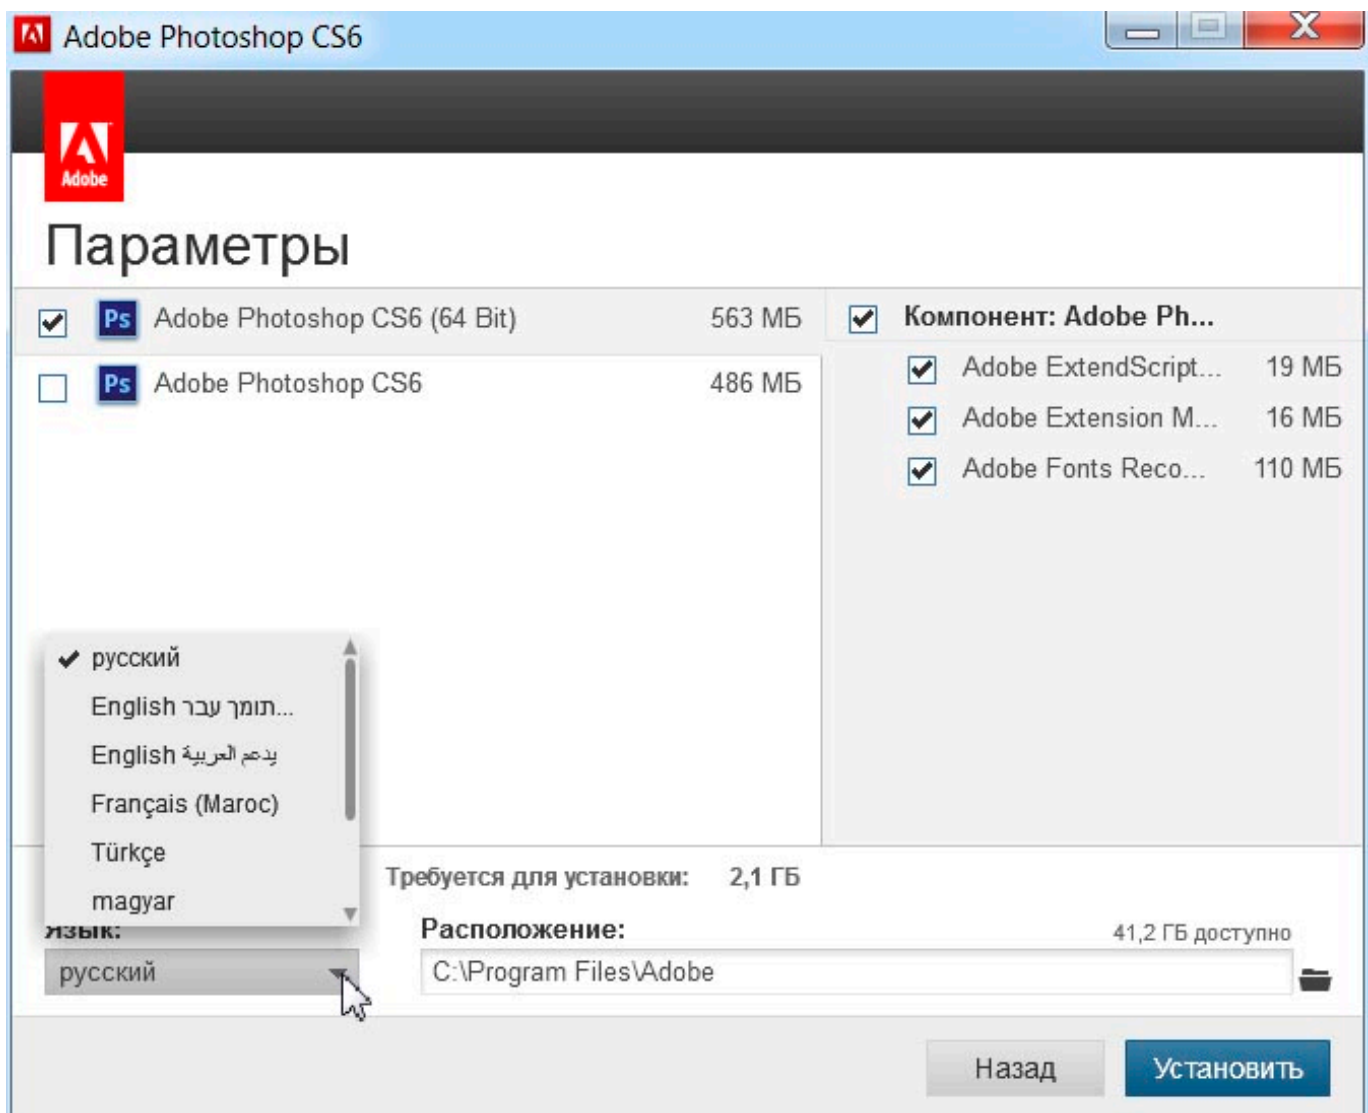 Adobe Photoshop CS6
Adobe
Параметры
Ps Adobe Photoshop CS6 (64 Bit) 563 МБ
Ps Adobe Photoshop CS6 486 МБ
Компонент: Adobe Ph...
Adobe ExtendScript... 19 МБ
Adobe Extension M... 16 МБ
Adobe Fonts Reco... 110 МБ
русский
English תומך עבר...
English يدعم العربية
Français (Maroc)
Türkçe
magyar
Требуется для установки: 2,1 ГБ
Язык:
русский
Расположение: 41,2 ГБ доступно
C:\Program Files\Adobe
Назад Установить